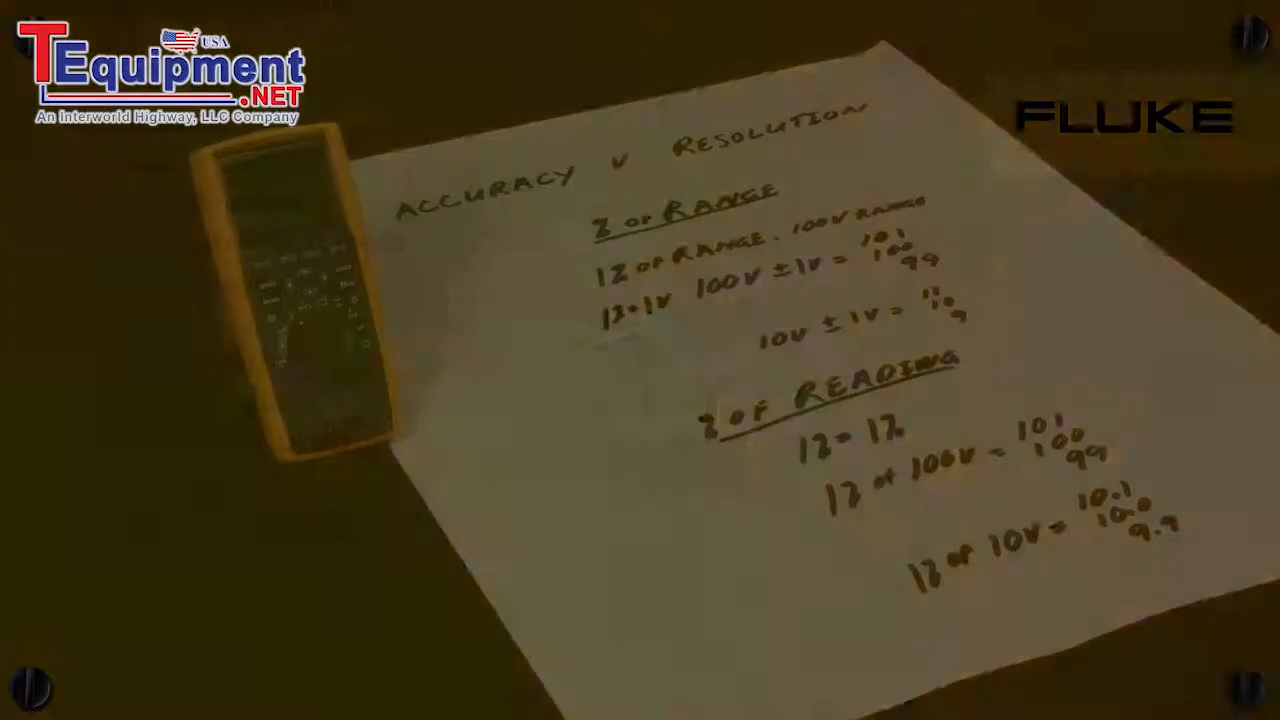 TEquipment
USA
.NET
An Interworld Highway, LLC Company
FLUKE
ACCURACY V RESOLUTION
% OF RANGE
1% OF RANGE. 100V RANGE
1%=1V 100V ±1V = 101
100
99
10V ± 1V = 11
10
9
% OF READING
1% = 1%
1% OF 100V = 101
100
99
1% OF 10V = 10.1
10.0
9.9